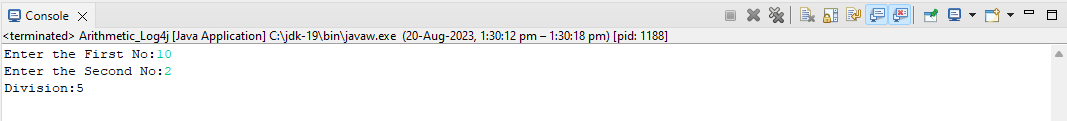 Console
<terminated> Arithmetic_Log4j [Java Application] C:\jdk-19\bin\javaw.exe (20-Aug-2023, 1:30:12 pm – 1:30:18 pm) [pid: 1188]
Enter the First No:10
Enter the Second No:2
Division:5